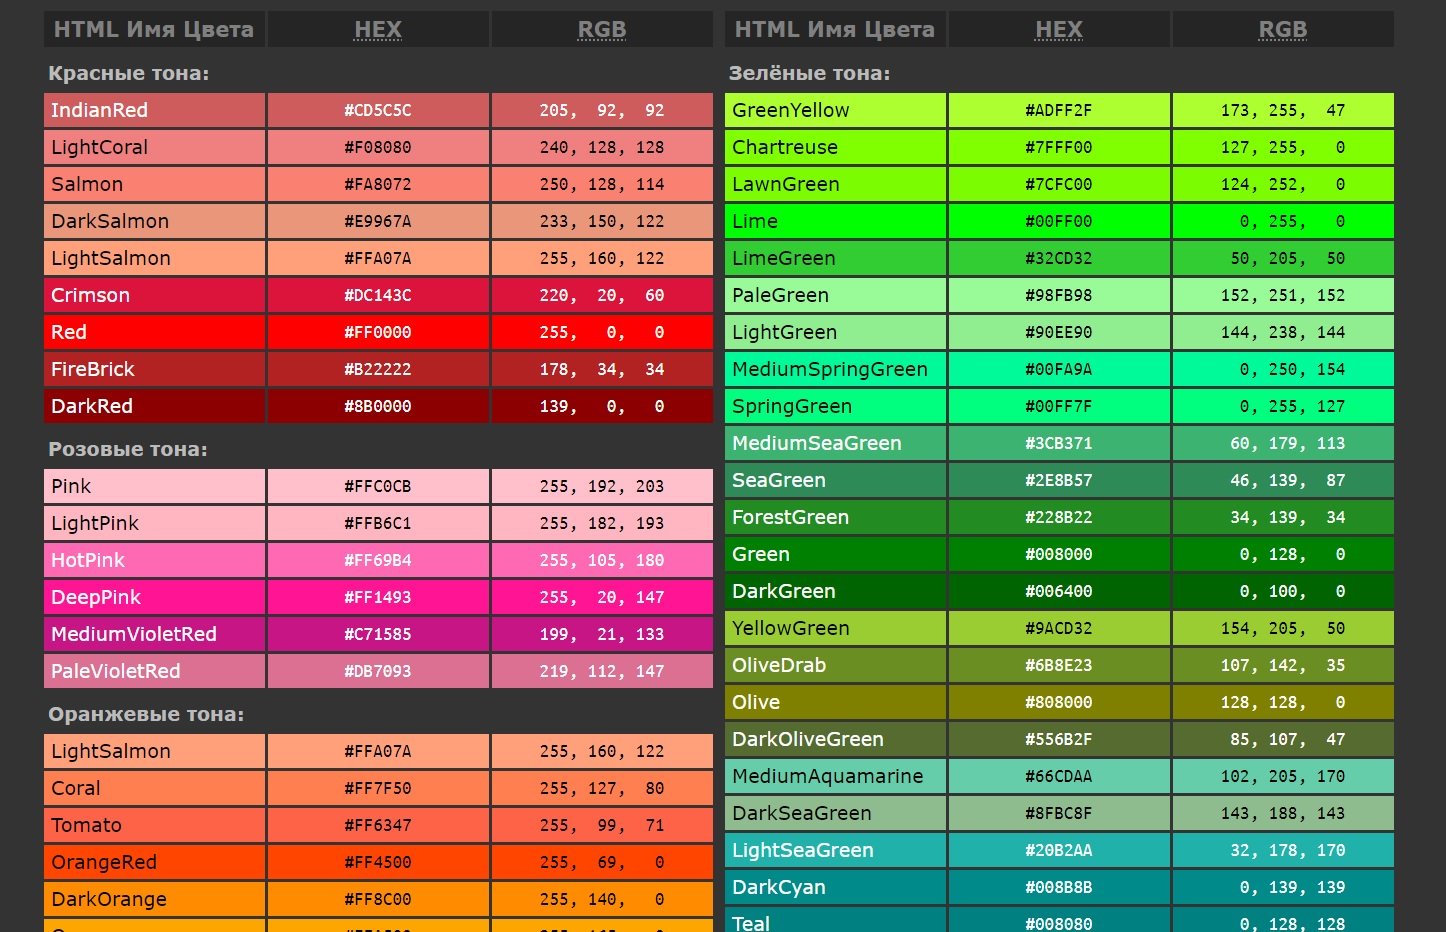 HTML Имя Цвета HEX RGB
Красные тона:
IndianRed #CD5C5C 205, 92, 92
LightCoral #F08080 240, 128, 128
Salmon #FA8072 250, 128, 114
DarkSalmon #E9967A 233, 150, 122
LightSalmon #FFA07A 255, 160, 122
Crimson #DC143C 220, 20, 60
Red #FF0000 255, 0, 0
FireBrick #B22222 178, 34, 34
DarkRed #8B0000 139, 0, 0
Розовые тона:
Pink #FFC0CB 255, 192, 203
LightPink #FFB6C1 255, 182, 193
HotPink #FF69B4 255, 105, 180
DeepPink #FF1493 255, 20, 147
MediumVioletRed #C71585 199, 21, 133
PaleVioletRed #DB7093 219, 112, 147
Оранжевые тона:
LightSalmon #FFA07A 255, 160, 122
Coral #FF7F50 255, 127, 80
Tomato #FF6347 255, 99, 71
OrangeRed #FF4500 255, 69, 0
DarkOrange #FF8C00 255, 140, 0
HTML Имя Цвета HEX RGB
Зелёные тона:
GreenYellow #ADFF2F 173, 255, 47
Chartreuse #7FFF00 127, 255, 0
LawnGreen #7CFC00 124, 252, 0
Lime #00FF00 0, 255, 0
LimeGreen #32CD32 50, 205, 50
PaleGreen #98FB98 152, 251, 152
LightGreen #90EE90 144, 238, 144
MediumSpringGreen #00FA9A 0, 250, 154
SpringGreen #00FF7F 0, 255, 127
MediumSeaGreen #3CB371 60, 179, 113
SeaGreen #2E8B57 46, 139, 87
ForestGreen #228B22 34, 139, 34
Green #008000 0, 128, 0
DarkGreen #006400 0, 100, 0
YellowGreen #9ACD32 154, 205, 50
OliveDrab #6B8E23 107, 142, 35
Olive #808000 128, 128, 0
DarkOliveGreen #556B2F 85, 107, 47
MediumAquamarine #66CDAA 102, 205, 170
DarkSeaGreen #8FBC8F 143, 188, 143
LightSeaGreen #20B2AA 32, 178, 170
DarkCyan #008B8B 0, 139, 139
Teal #008080 0, 128, 128